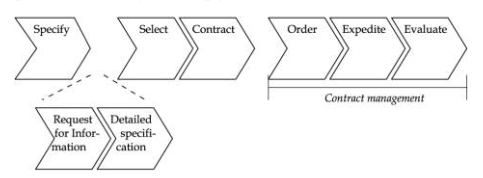 Specify
Select
Contract
Order
Expedite
Evaluate
Contract management
Request
for Infor-
mation
Detailed
specifi-
cation